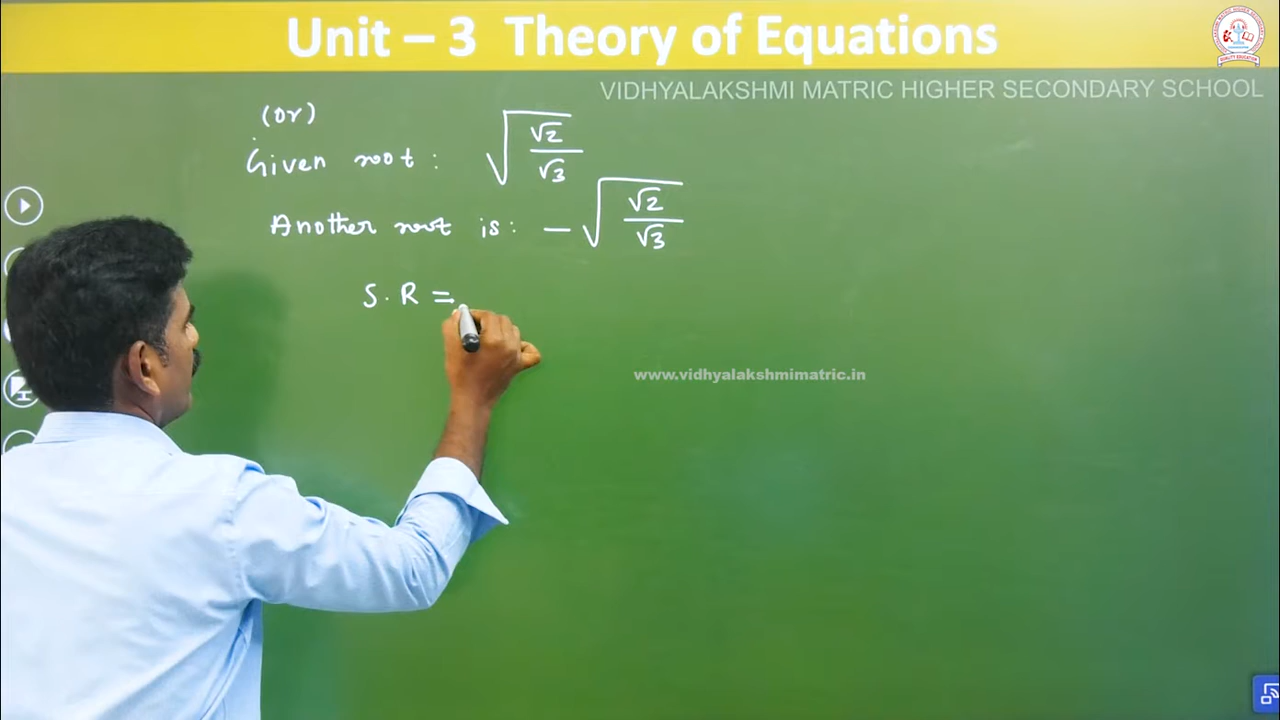 Unit – 3 Theory of Equations
VIDHYALAKSHMI MATRIC HIGHER SECONDARY SCHOOL
(or)
Given root : √(√2/√3)
Another root is : −√(√2/√3)
S.R =
www.vidhyalakshmimatric.in